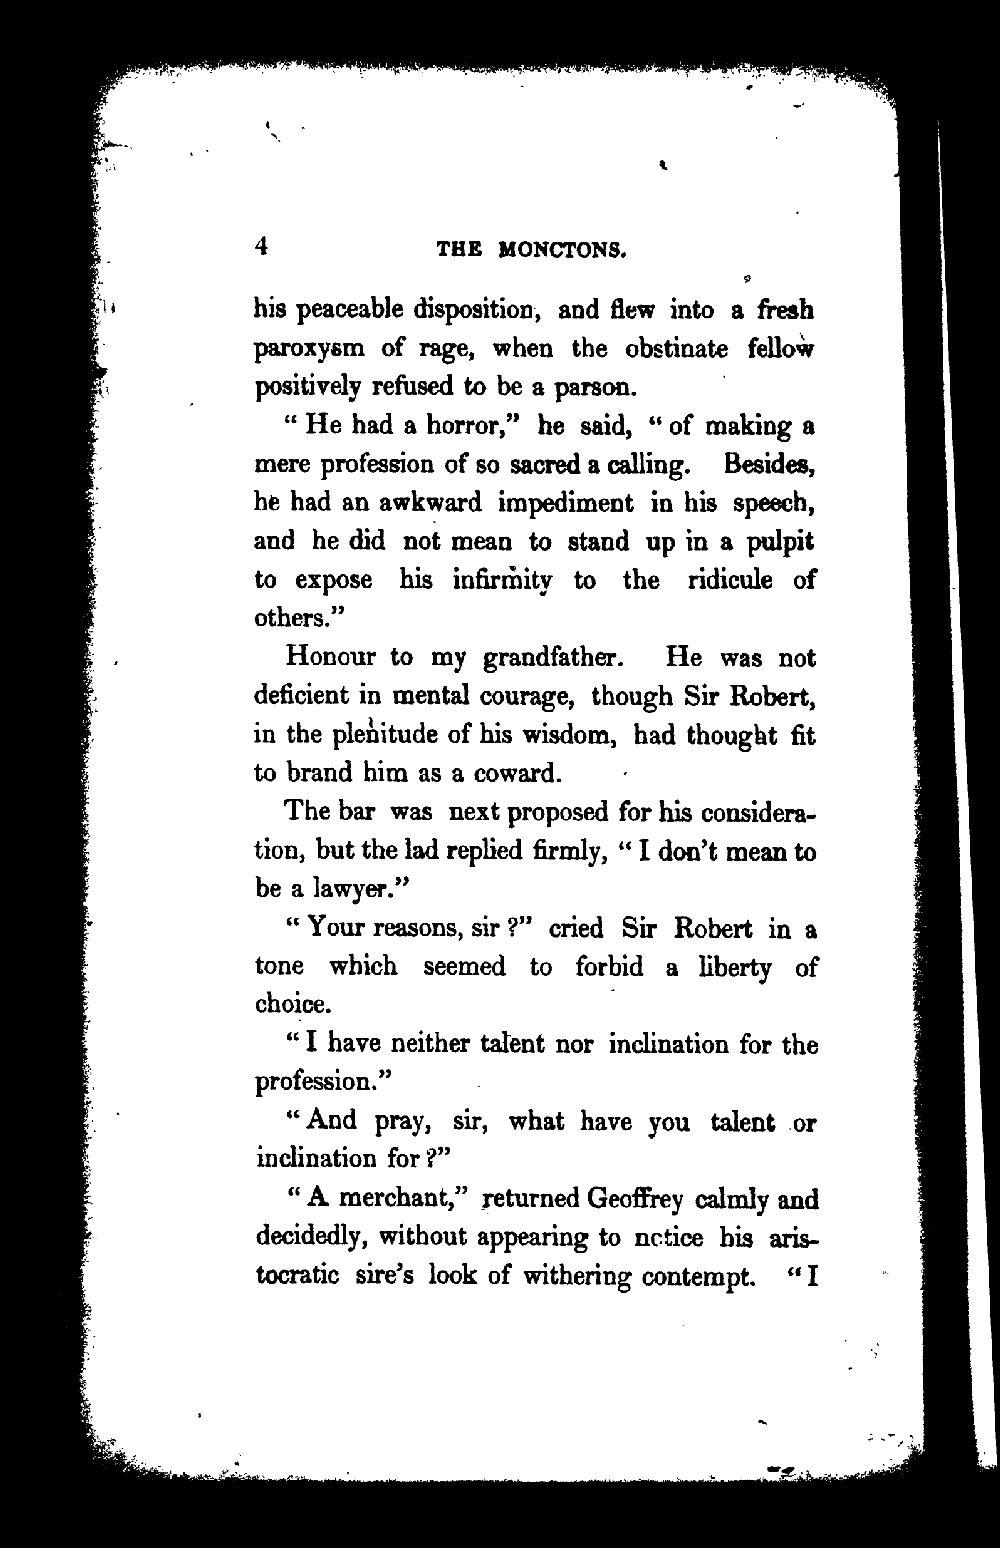 4 THE MONCTONS.
his peaceable disposition, and flew into a fresh
paroxysm of rage, when the obstinate fellow
positively refused to be a parson.
“ He had a horror,” he said, “ of making a
mere profession of so sacred a calling. Besides,
he had an awkward impediment in his speech,
and he did not mean to stand up in a pulpit
to expose his infirmity to the ridicule of
others.”
Honour to my grandfather. He was not
deficient in mental courage, though Sir Robert,
in the plenitude of his wisdom, had thought fit
to brand him as a coward.
The bar was next proposed for his considera-
tion, but the lad replied firmly, “ I don’t mean to
be a lawyer.”
“ Your reasons, sir ?” cried Sir Robert in a
tone which seemed to forbid a liberty of
choice.
“ I have neither talent nor inclination for the
profession.”
“ And pray, sir, what have you talent or
inclination for ?”
“ A merchant,” returned Geoffrey calmly and
decidedly, without appearing to notice his aris-
tocratic sire’s look of withering contempt. “ I